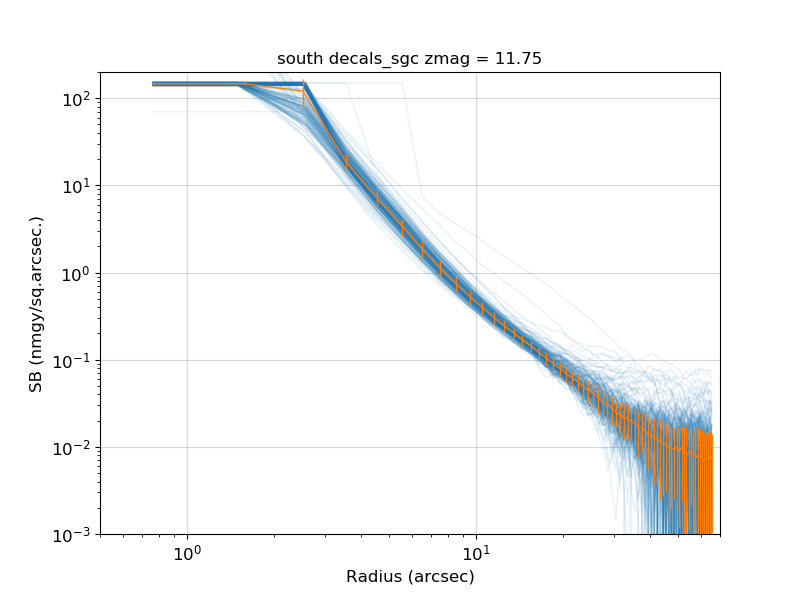 south decals_sgc zmag = 11.75
SB (nmgy/sq.arcsec.)
10²
10¹
10⁰
10⁻¹
10⁻²
10⁻³
10⁰ 10¹
Radius (arcsec)